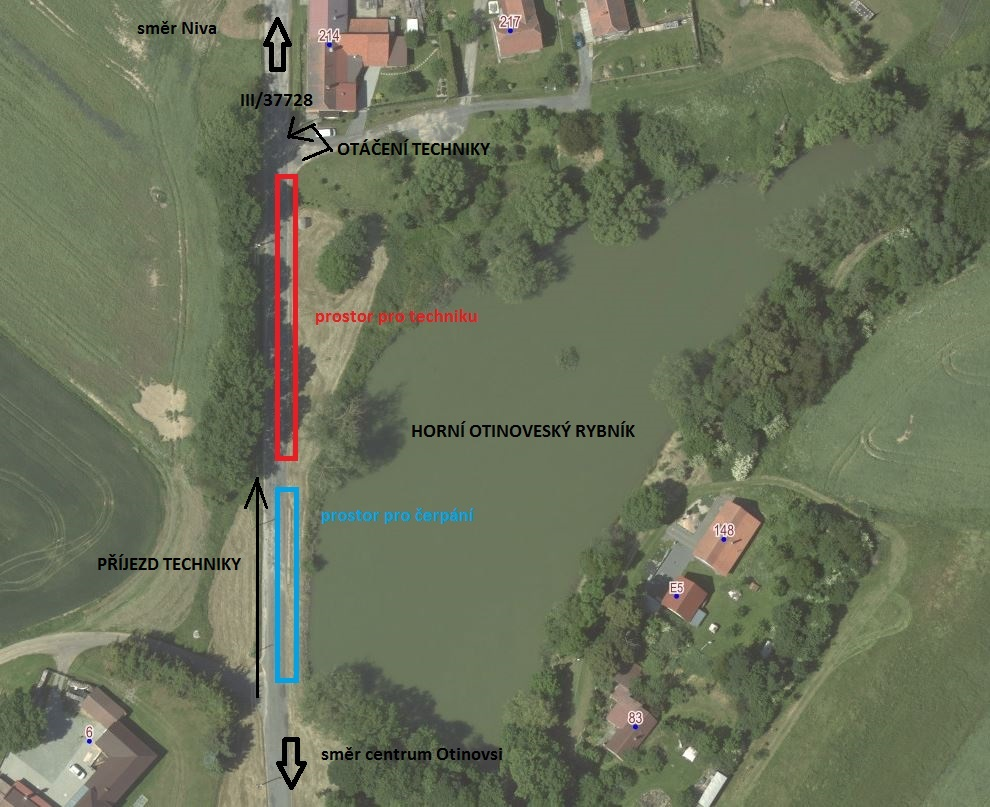 směr Niva
214
217
III/37728
OTÁČENÍ TECHNIKY
prostor pro techniku
HORNÍ OTINOVESKÝ RYBNÍK
prostor pro čerpání
148
PŘÍJEZD TECHNIKY
E5
83
6
směr centrum Otinovsi